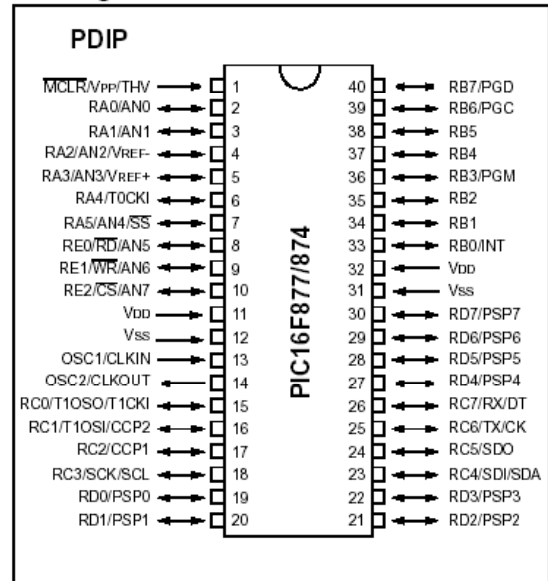 PDIP
MCLR/VPP/THV 1 40 RB7/PGD
RA0/AN0 2 39 RB6/PGC
RA1/AN1 3 38 RB5
RA2/AN2/VREF- 4 37 RB4
RA3/AN3/VREF+ 5 36 RB3/PGM
RA4/T0CKI 6 35 RB2
RA5/AN4/SS 7 34 RB1
RE0/RD/AN5 8 33 RB0/INT
RE1/WR/AN6 9 32 VDD
RE2/CS/AN7 10 31 VSS
VDD 11 30 RD7/PSP7
VSS 12 29 RD6/PSP6
OSC1/CLKIN 13 28 RD5/PSP5
OSC2/CLKOUT 14 27 RD4/PSP4
RC0/T1OSO/T1CKI 15 26 RC7/RX/DT
RC1/T1OSI/CCP2 16 25 RC6/TX/CK
RC2/CCP1 17 24 RC5/SDO
RC3/SCK/SCL 18 23 RC4/SDI/SDA
RD0/PSP0 19 22 RD3/PSP3
RD1/PSP1 20 21 RD2/PSP2
PIC16F877/874